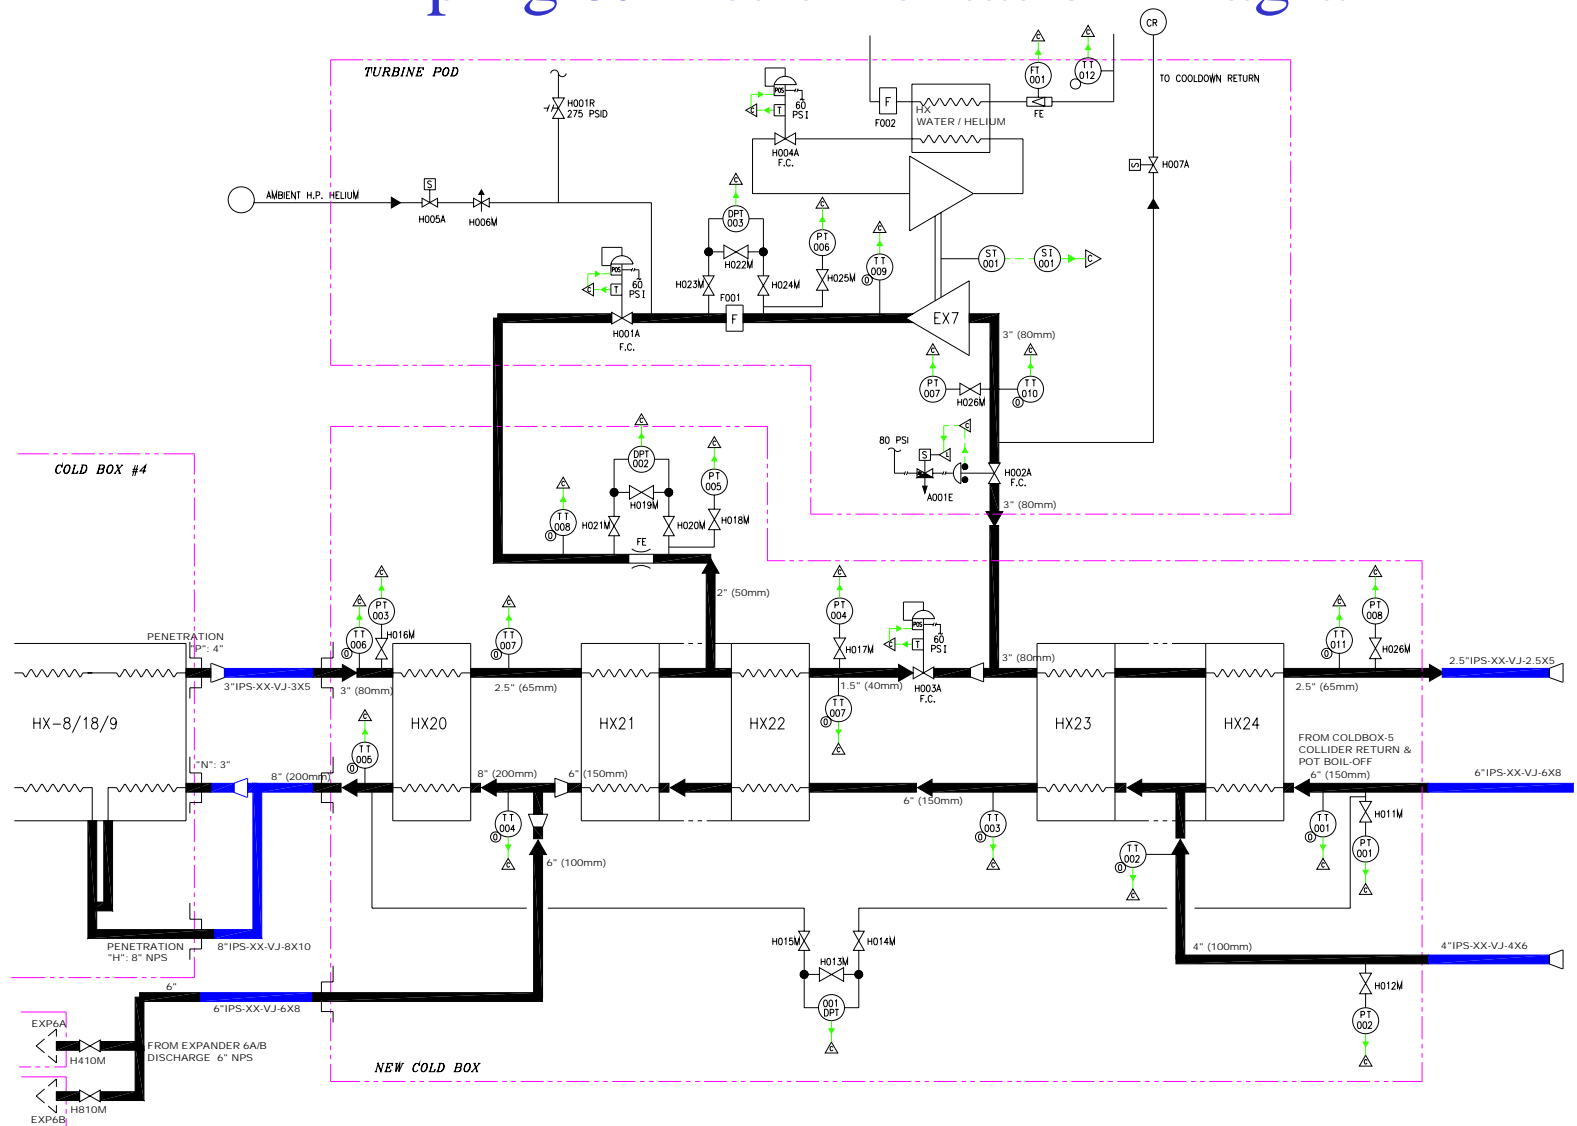 CR
TURBINE POD
C
C
C
FT
001
TT
012
TO COOLDOWN RETURN
POS
60
PSI
C
T
F
F002
HX
WATER / HELIUM
FE
H001R
275 PSID
H004A
F.C.
S
H007A
AMBIENT H.P. HELIUM
S
H005A
H006M
C
DPT
003
C
PT
006
C
H022M
TT
009
O
H023M
H024M
H025M
ST
001
SI
001
C
POS
60
PSI
C
T
F001
F
H001A
F.C.
EX7
3" (80mm)
C
PT
007
C
TT
010
O
H026M
C
80 PSI
S
L
A001E
H002A
F.C.
3" (80mm)
COLD BOX #4
C
DPT
002
H019M
C
PT
005
C
TT
008
O
H021M
H020M
H018M
FE
2" (50mm)
PENETRATION
"P": 4"
C
TT
006
O
C
PT
003
H016M
C
TT
007
O
C
PT
004
H017M
POS
60
PSI
C
T
3" (80mm)
C
TT
011
O
C
PT
008
H026M
3"IPS-XX-VJ-3X5
3" (80mm)
2.5" (65mm)
1.5" (40mm)
H003A
F.C.
2.5" (65mm)
2.5"IPS-XX-VJ-2.5X5
TT
007
O
C
HX-8/18/9
HX20
HX21
HX22
HX23
HX24
C
TT
005
O
FROM COLDBOX-5
COLLIDER RETURN &
POT BOIL-OFF
"N": 3"
8" (200mm)
8" (200mm)
6" (150mm)
6" (150mm)
6" (150mm)
6"IPS-XX-VJ-6X8
TT
004
O
C
TT
003
O
C
TT
002
O
C
TT
001
O
C
H011M
PT
001
C
6" (100mm)
PENETRATION
"H": 8" NPS
8"IPS-XX-VJ-8X10
H015M
H014M
H013M
001
DPT
C
4" (100mm)
4"IPS-XX-VJ-4X6
H012M
PT
002
C
6"
6"IPS-XX-VJ-6X8
EXP6A
H410M
FROM EXPANDER 6A/B
DISCHARGE 6" NPS
H810M
EXP6B
NEW COLD BOX